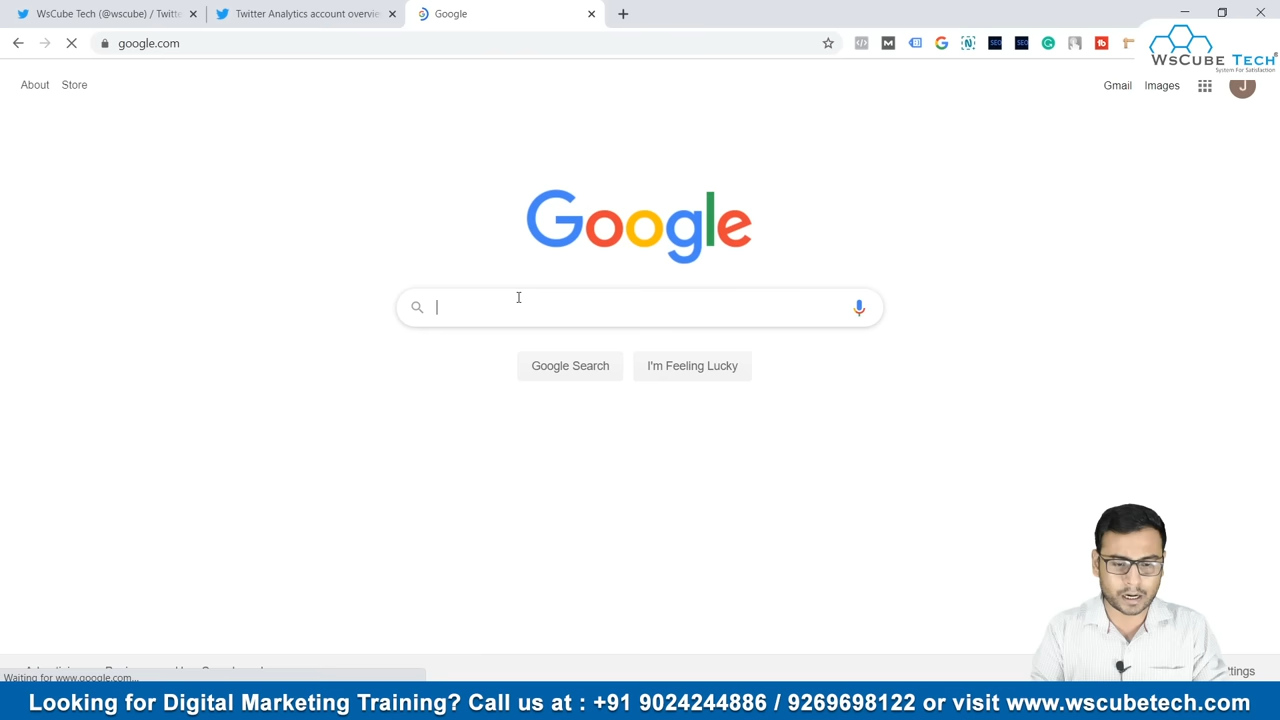 WsCube Tech (@wscube) / Twitte
Twitter Analytics account overvie
Google
google.com
WsCube Tech
System For Satisfaction
About
Store
Gmail
Images
J
Google
Google Search
I'm Feeling Lucky
Waiting for www.google.com...
ttings
Looking for Digital Marketing Training? Call us at : +91 9024244886 / 9269698122 or visit www.wscubetech.com